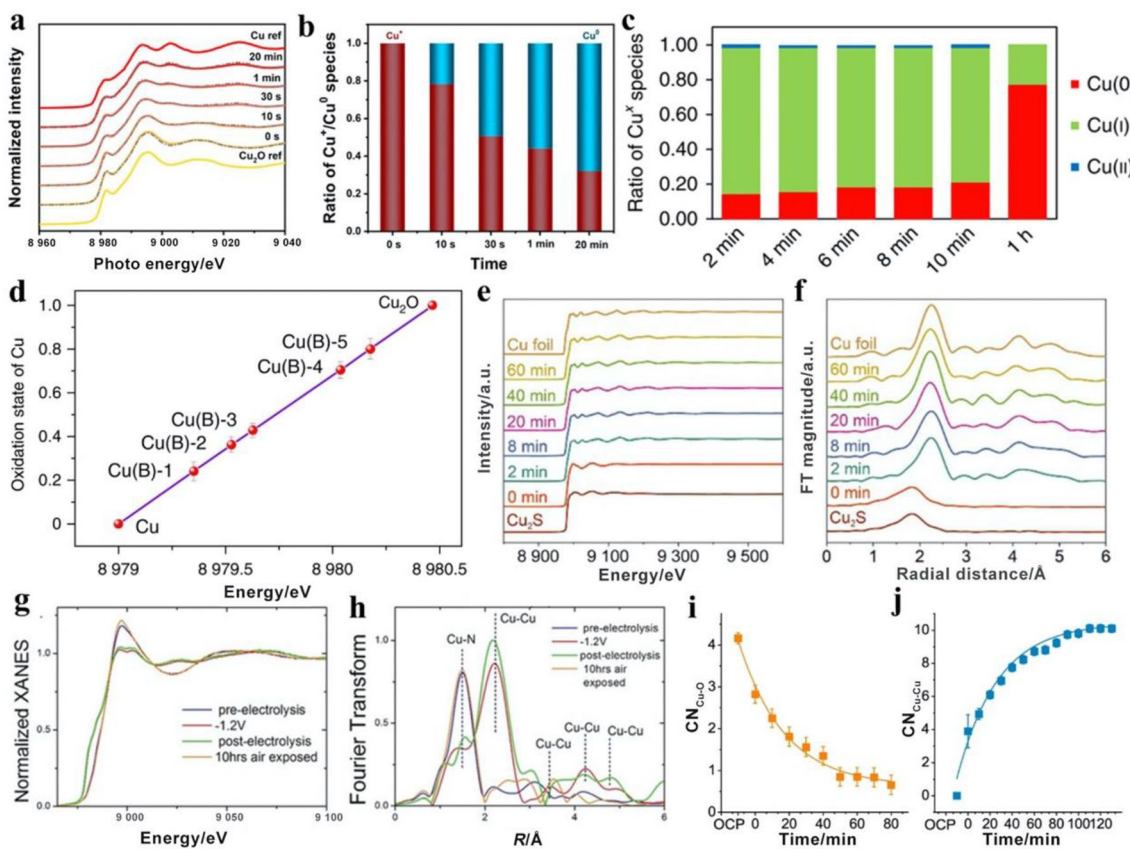 a
Normalized intensity
Cu ref
20 min
1 min
30 s
10 s
0 s
Cu₂O ref
8 960 8 980 9 000 9 020 9 040
Photo energy/eV
b
Ratio of Cu⁺/Cu⁰ species
1.0
0.8
0.6
0.4
0.2
0.0
Cu⁺ Cu⁰
0 s 10 s 30 s 1 min 20 min
Time
c
Ratio of Cuˣ species
1.00
0.80
0.60
0.40
0.20
0.00
2 min 4 min 6 min 8 min 10 min 1 h
Cu(0
Cu(I)
Cu(II)
d
Oxidation state of Cu
1.0
0.8
0.6
0.4
0.2
0
Cu₂O
Cu(B)-5
Cu(B)-4
Cu(B)-3
Cu(B)-2
Cu(B)-1
Cu
8 979 8 979.5 8 980 8 980.5
Energy/eV
e
Intensity/a.u.
Cu foil
60 min
40 min
20 min
8 min
2 min
0 min
Cu₂S
8 900 9 100 9 300 9 500
Energy/eV
f
FT magnitude/a.u.
Cu foil
60 min
40 min
20 min
8 min
2 min
0 min
Cu₂S
0 1 2 3 4 5 6
Radial distance/Å
g
Normalized XANES
1.0
0.5
0.0
pre-electrolysis
-1.2V
post-electrolysis
10hrs air exposed
9 000 9 050 9 100
Energy/eV
h
Fourier Transform
1.0
0.5
0.0
Cu-N
Cu-Cu
Cu-Cu
Cu-Cu
Cu-Cu
pre-electrolysis
-1.2V
post-electrolysis
10hrs air
exposed
0 2 4 6
R/Å
i
CN Cu-O
4
3
2
1
0
OCP 0 20 40 60 80
Time/min
j
CN Cu-Cu
10
8
6
4
2
0
OCP 0 20 40 60 80 100 120
Time/min